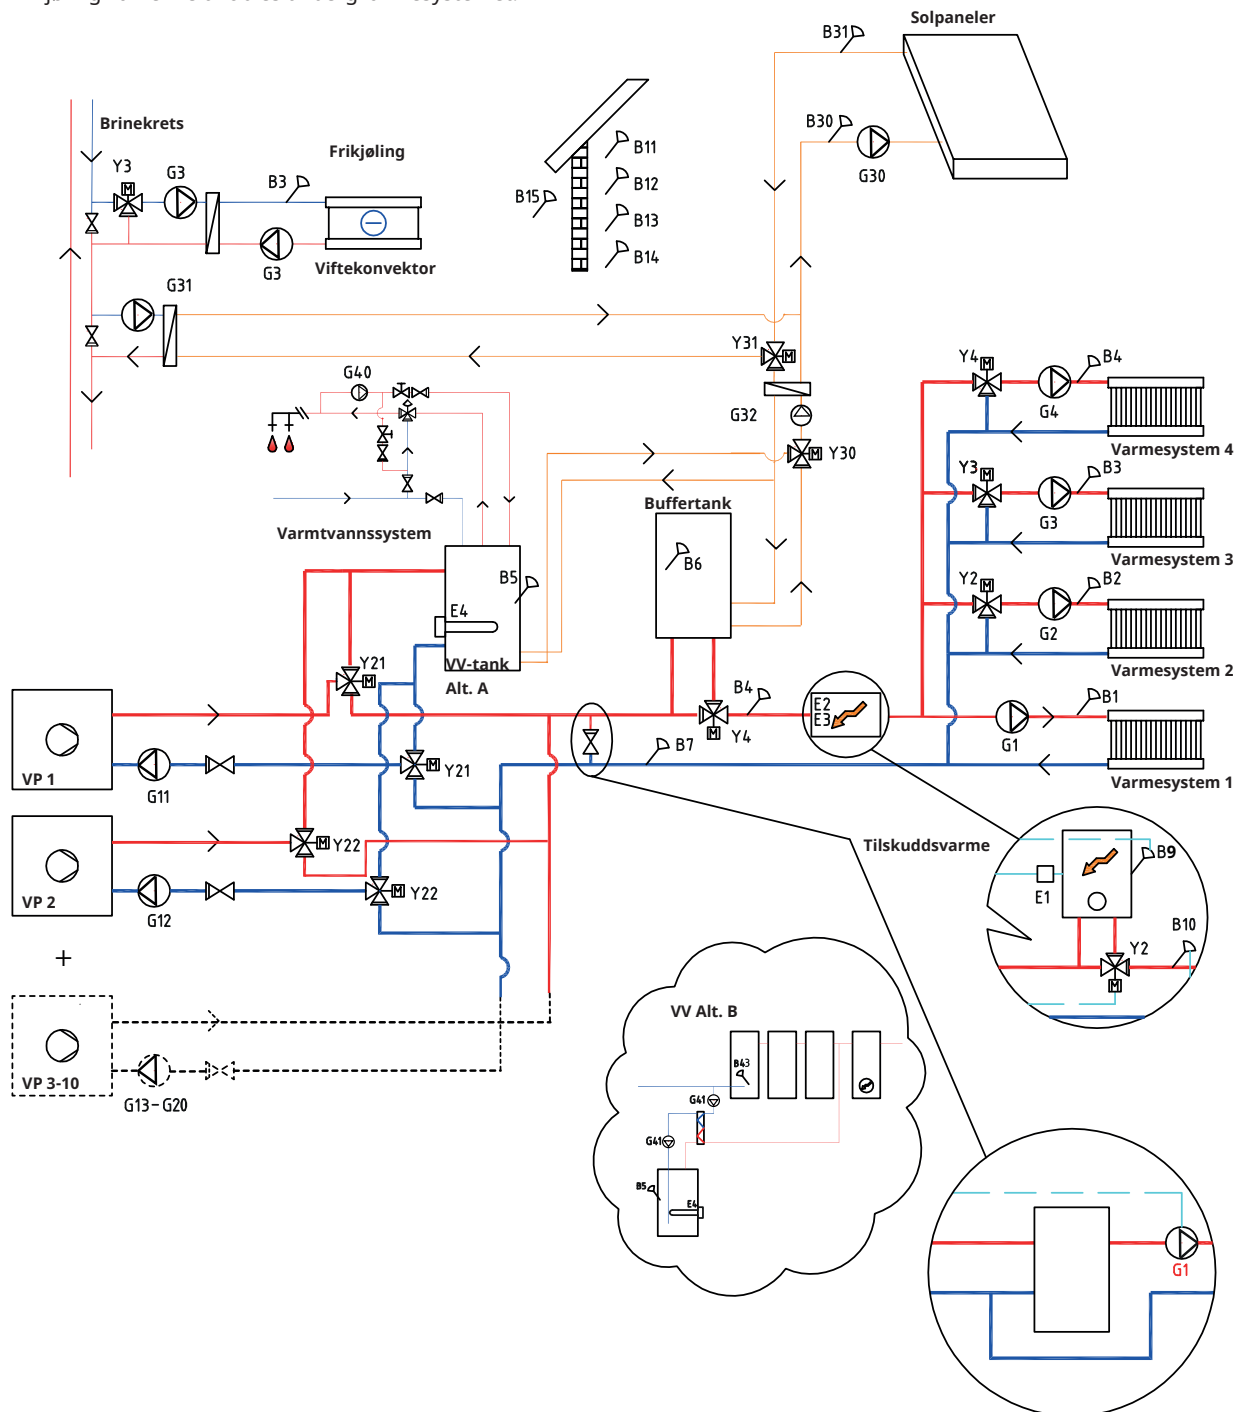 Solpaneler
B31
Brinekrets
B30
Y3
G3
Frikjøling
B11
G30
B3
B12
B15
B13
G3
Viftekonvektor
B14
G31
Y31
Y4
B4
G40
G32
G4
Y30
Varmesystem 4
Y3
B3
Buffertank
G3
Varmtvannssystem
B6
Varmesystem 3
B5
Y2
B2
E4
G2
VV-tank
Y21
Varmesystem 2
Alt. A
B4
E2
E3
B1
Y4
G1
B7
Y21
VP 1
G11
Varmesystem 1
Y22
Tilskuddsvarme
B9
E1
VP 2
G12
Y22
B10
Y2
+
VV Alt. B
B43
VP 3-10
G41
G13-G20
G41
B5
E4
G1